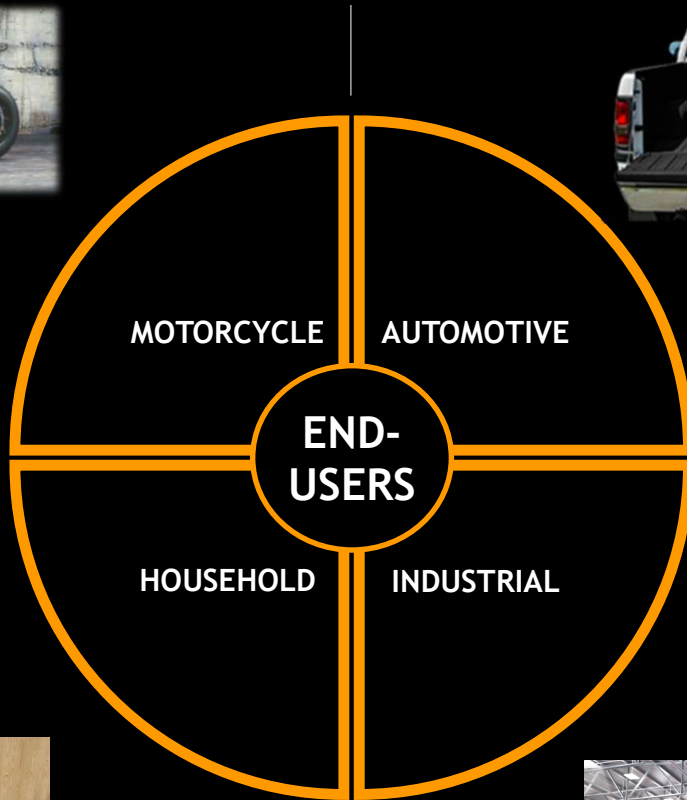 MOTORCYCLE
AUTOMOTIVE
END-
USERS
HOUSEHOLD
INDUSTRIAL